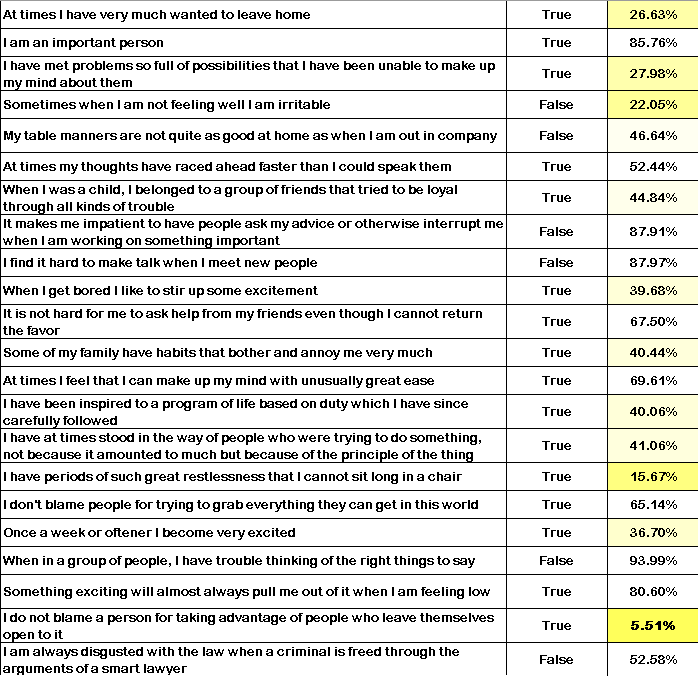 At times I have very much wanted to leave home True 26.63%
I am an important person True 85.76%
I have met problems so full of possibilities that I have been unable to make up
my mind about them True 27.98%
Sometimes when I am not feeling well I am irritable False 22.05%
My table manners are not quite as good at home as when I am out in company False 46.64%
At times my thoughts have raced ahead faster than I could speak them True 52.44%
When I was a child, I belonged to a group of friends that tried to be loyal
through all kinds of trouble True 44.84%
It makes me impatient to have people ask my advice or otherwise interrupt me
when I am working on something important False 87.91%
I find it hard to make talk when I meet new people False 87.97%
When I get bored I like to stir up some excitement True 39.68%
It is not hard for me to ask help from my friends even though I cannot return
the favor True 67.50%
Some of my family have habits that bother and annoy me very much True 40.44%
At times I feel that I can make up my mind with unusually great ease True 69.61%
I have been inspired to a program of life based on duty which I have since
carefully followed True 40.06%
I have at times stood in the way of people who were trying to do something,
not because it amounted to much but because of the principle of the thing True 41.06%
I have periods of such great restlessness that I cannot sit long in a chair True 15.67%
I don't blame people for trying to grab everything they can get in this world True 65.14%
Once a week or oftener I become very excited True 36.70%
When in a group of people, I have trouble thinking of the right things to say False 93.99%
Something exciting will almost always pull me out of it when I am feeling low True 80.60%
I do not blame a person for taking advantage of people who leave themselves
open to it True 5.51%
I am always disgusted with the law when a criminal is freed through the
arguments of a smart lawyer False 52.58%